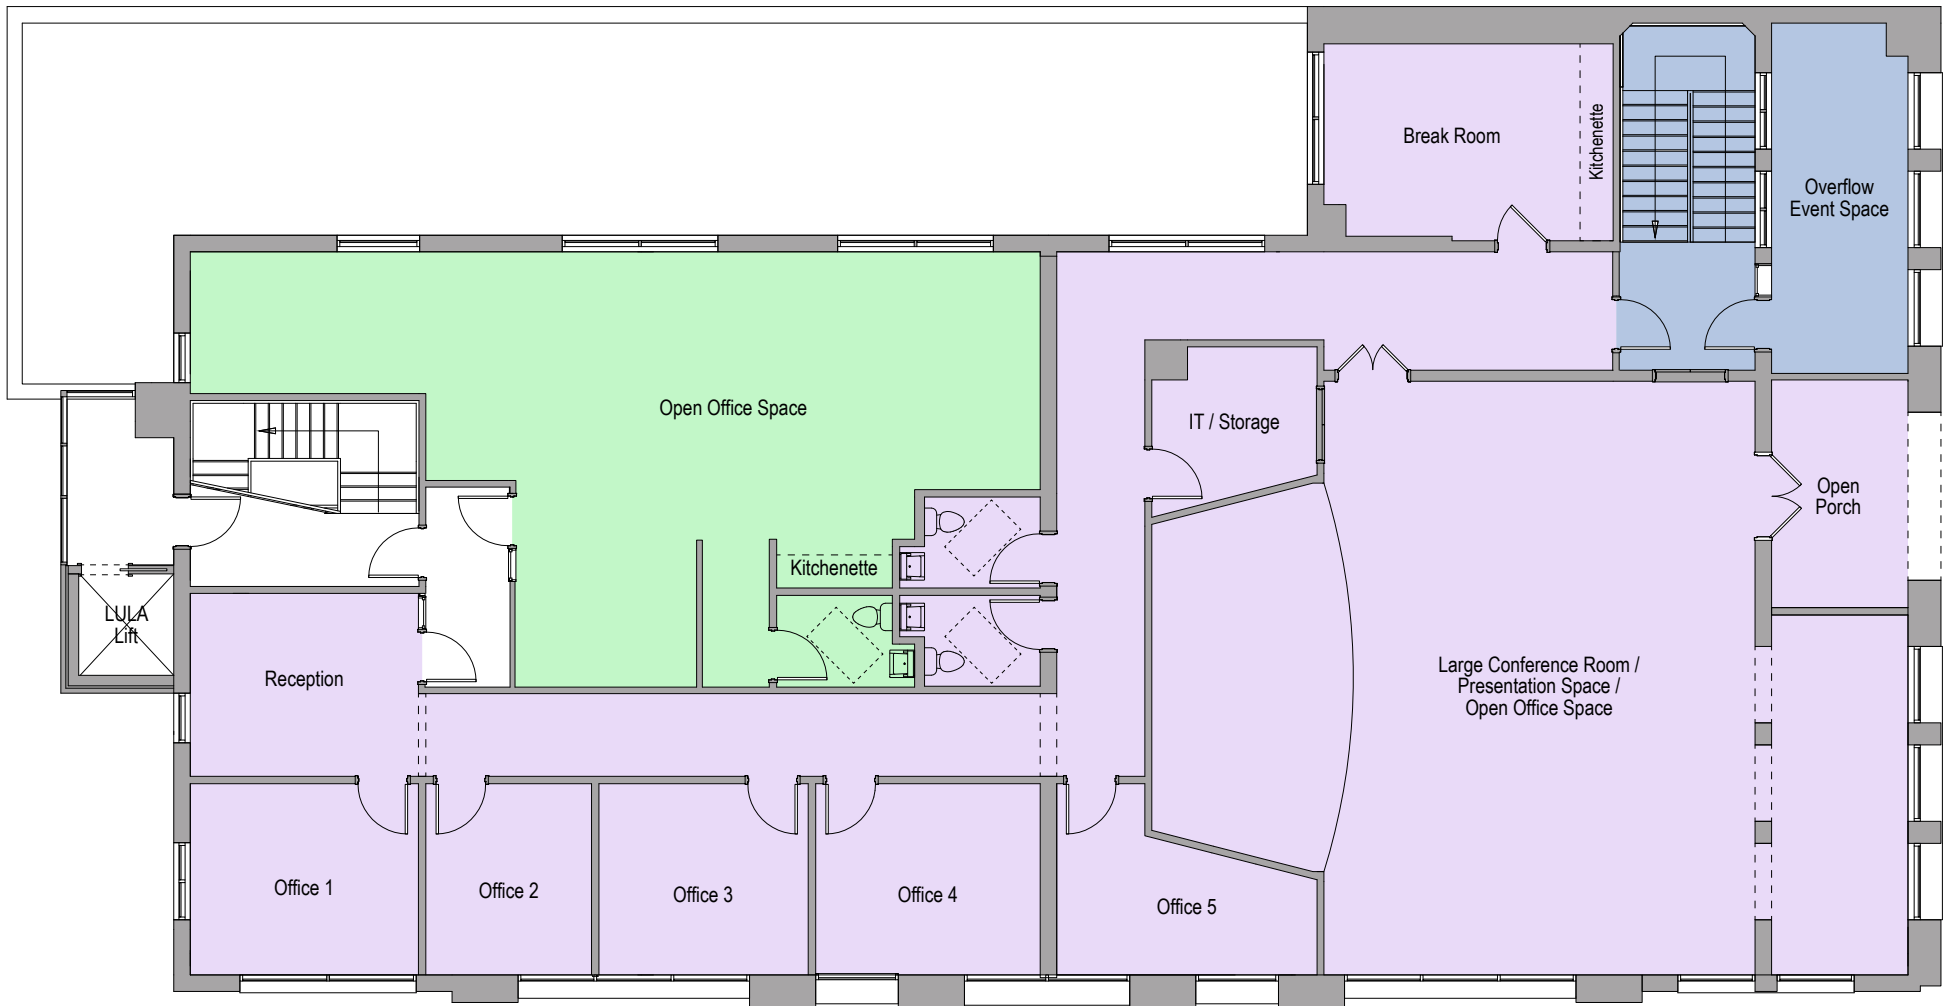 Break Room
Kitchenette
Overflow
Event Space
Open Office Space
IT / Storage
Open
Porch
Kitchenette
LULA
Lift
Reception
Large Conference Room /
Presentation Space /
Open Office Space
Office 1
Office 2
Office 3
Office 4
Office 5